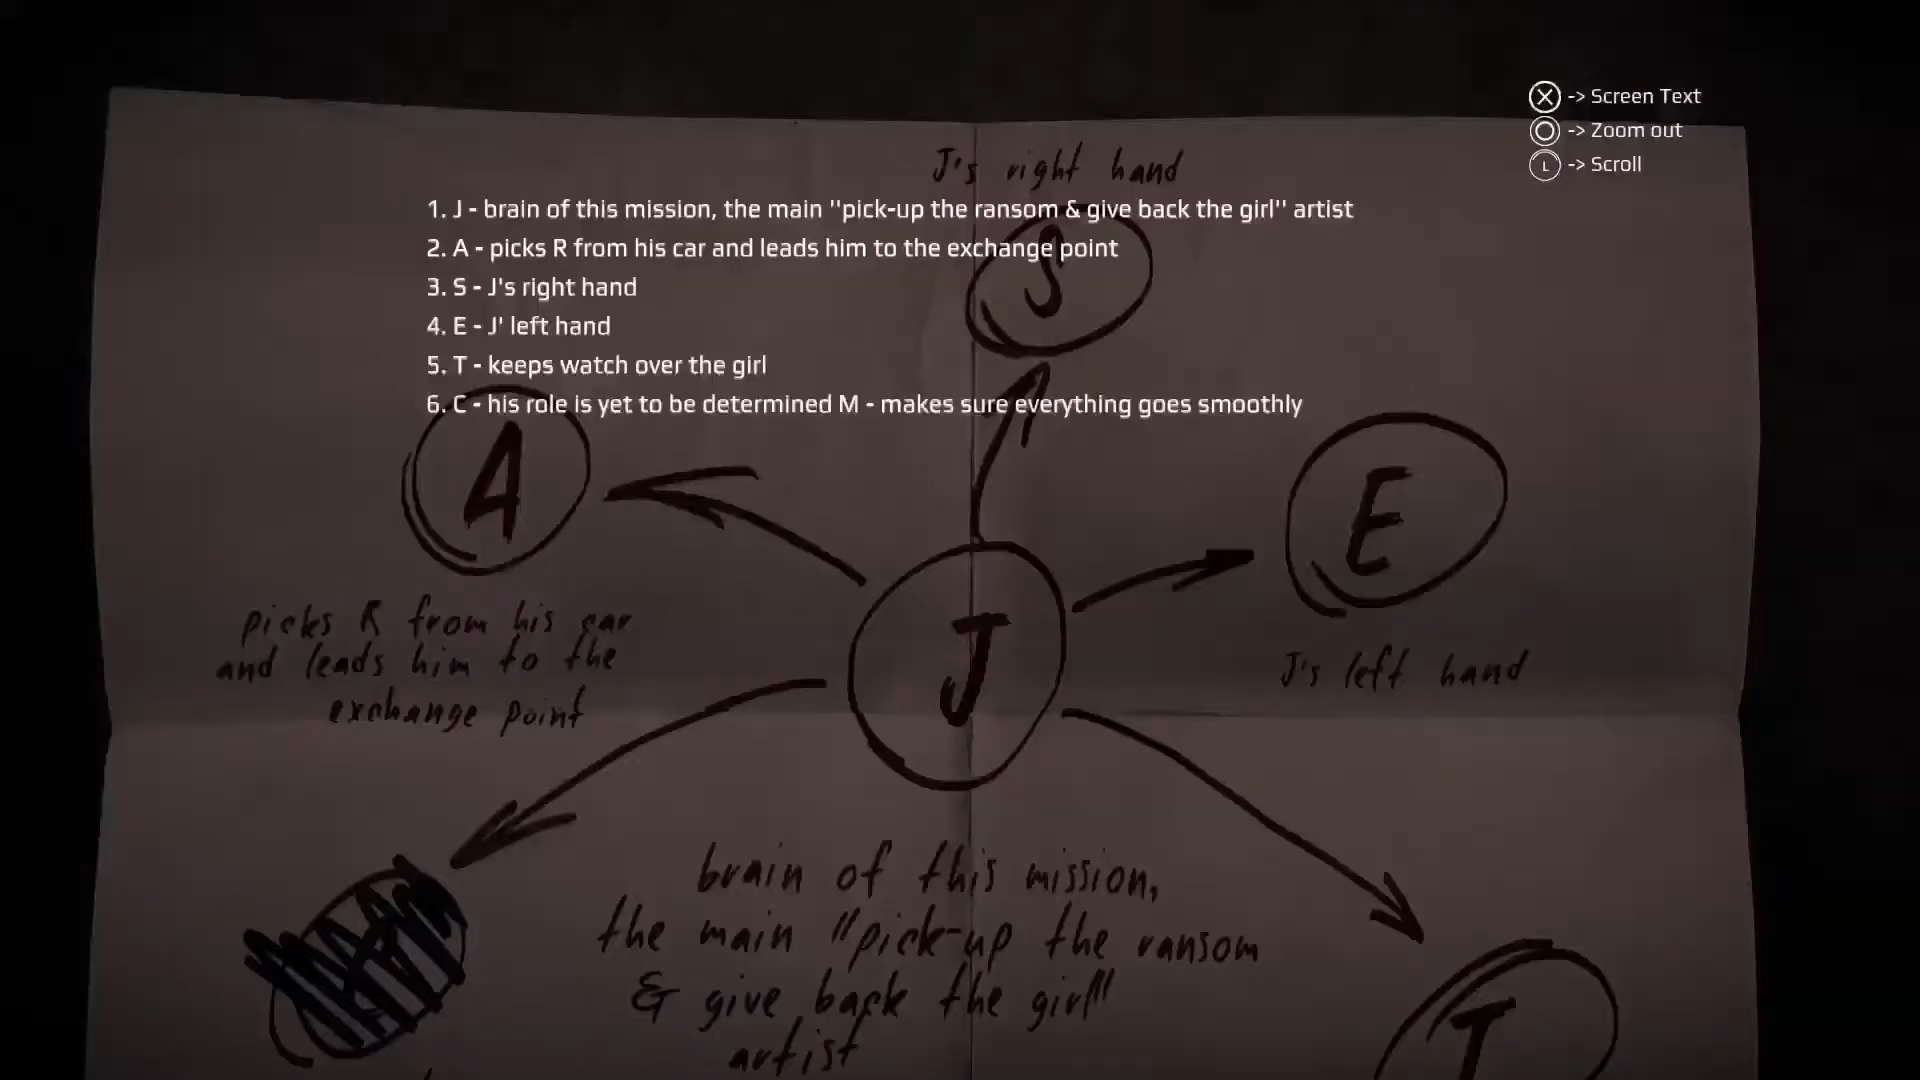 J's right hand
X -> Screen Text
O -> Zoom out
L -> Scroll
1. J - brain of this mission, the main "pick-up the ransom & give back the girl" artist
2. A - picks R from his car and leads him to the exchange point
3. S - J's right hand
4. E - J' left hand
5. T - keeps watch over the girl
6. C - his role is yet to be determined M - makes sure everything goes smoothly
S
A
E
J
picks R from his car
and leads him to the
exchange point
J's left hand
brain of this mission,
the main "pick-up the ransom
& give back the girl"
artist
T